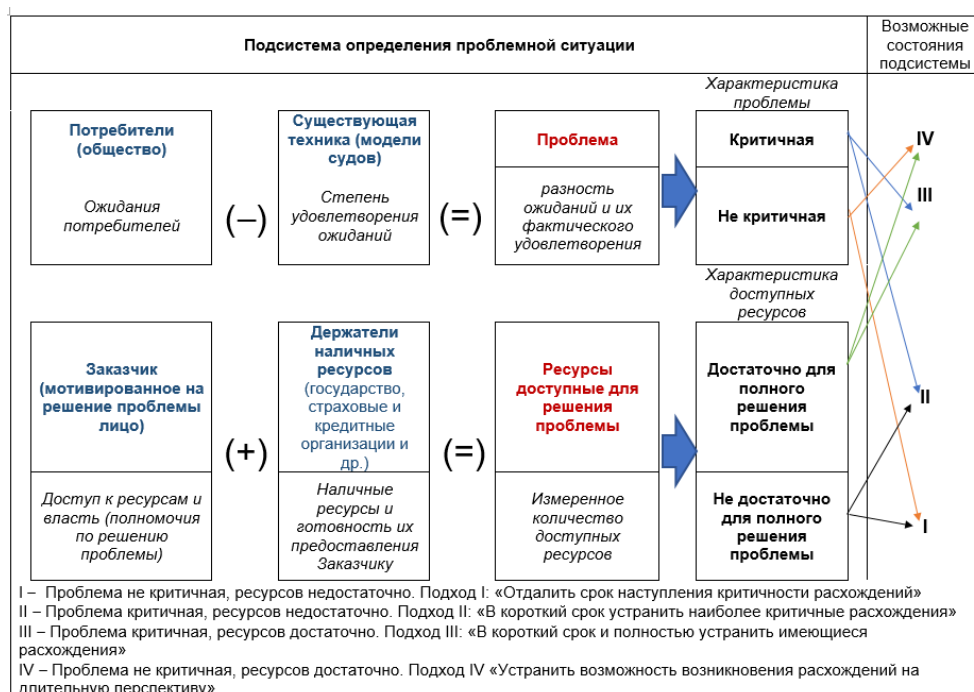 Подсистема определения проблемной ситуации
Возможные
состояния
подсистемы
Характеристика
проблемы
Потребители
(общество)
Ожидания
потребителей
(–)
Существующая
техника (модели
судов)
Степень
удовлетворения
ожиданий
(=)
Проблема
разность
ожиданий и их
фактического
удовлетворения
Критичная
Не критичная
IV
III
Характеристика
доступных
ресурсов
Заказчик
(мотивированное на
решение проблемы
лицо)
Доступ к ресурсам и
власть (полномочия
по решению
проблемы)
(+)
Держатели
наличных
ресурсов
(государство,
страховые и
кредитные
организации и
др.)
Наличные
ресурсы и
готовность их
предоставления
Заказчику
(=)
Ресурсы
доступные для
решения
проблемы
Измеренное
количество
доступных
ресурсов
Достаточно для
полного
решения
проблемы
Не достаточно
для полного
решения
проблемы
II
I
I – Проблема не критичная, ресурсов недостаточно. Подход I: «Отдалить срок наступления критичности расхождений»
II – Проблема критичная, ресурсов недостаточно. Подход II: «В короткий срок устранить наиболее критичные расхождения»
III – Проблема критичная, ресурсов достаточно. Подход III: «В короткий срок и полностью устранить имеющиеся
расхождения»
IV – Проблема не критичная, ресурсов достаточно. Подход IV «Устранить возможность возникновения расхождений на
длительную перспективу»